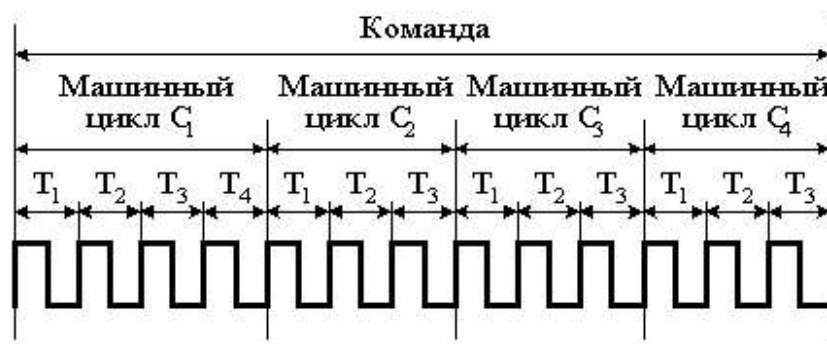 Команда
Машинный Машинный Машинный Машинный
цикл C1 цикл C2 цикл C3 цикл C4
T1 T2 T3 T4 T1 T2 T3 T1 T2 T3 T1 T2 T3